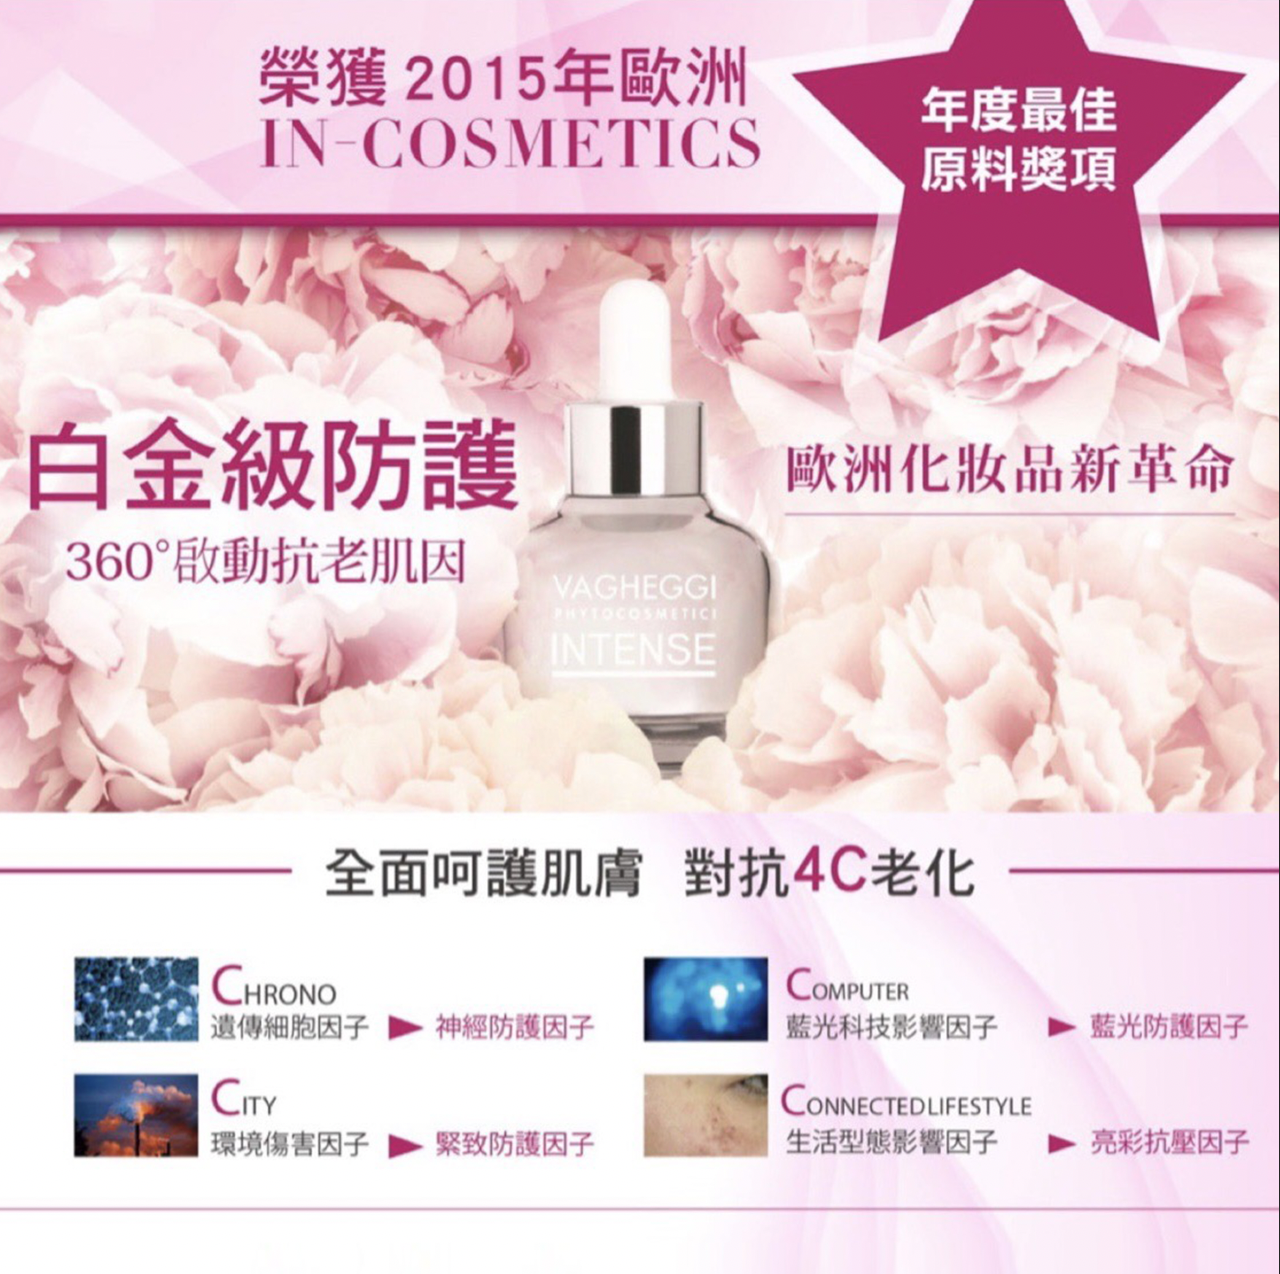 榮獲 2015年歐洲
IN-COSMETICS
年度最佳
原料獎項
白金級防護
360°啟動抗老肌因
歐洲化妝品新革命
VAGHEGGI
PHYTOCOSMETICI
INTENSE
全面呵護肌膚 對抗4C老化
CHRONO
遺傳細胞因子 ▶ 神經防護因子
COMPUTER
藍光科技影響因子 ▶ 藍光防護因子
CITY
環境傷害因子 ▶ 緊致防護因子
CONNECTEDLIFESTYLE
生活型態影響因子 ▶ 亮彩抗壓因子